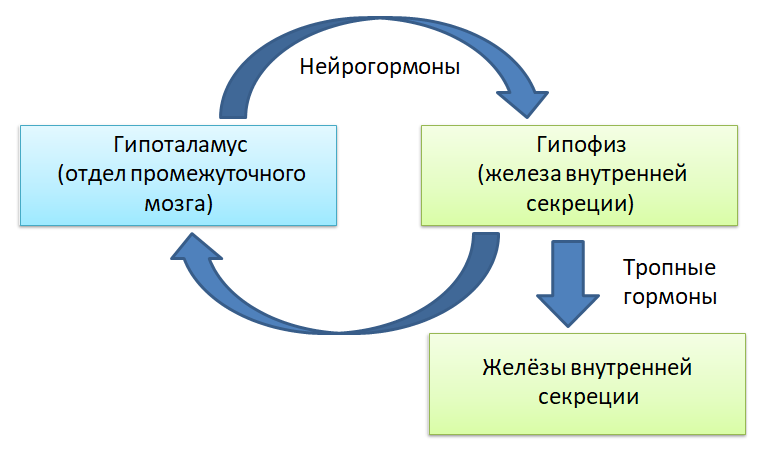 Нейрогормоны
Гипоталамус
(отдел промежуточного
мозга)
Гипофиз
(железа внутренней
секреции)
Тропные
гормоны
Желёзы внутренней
секреции